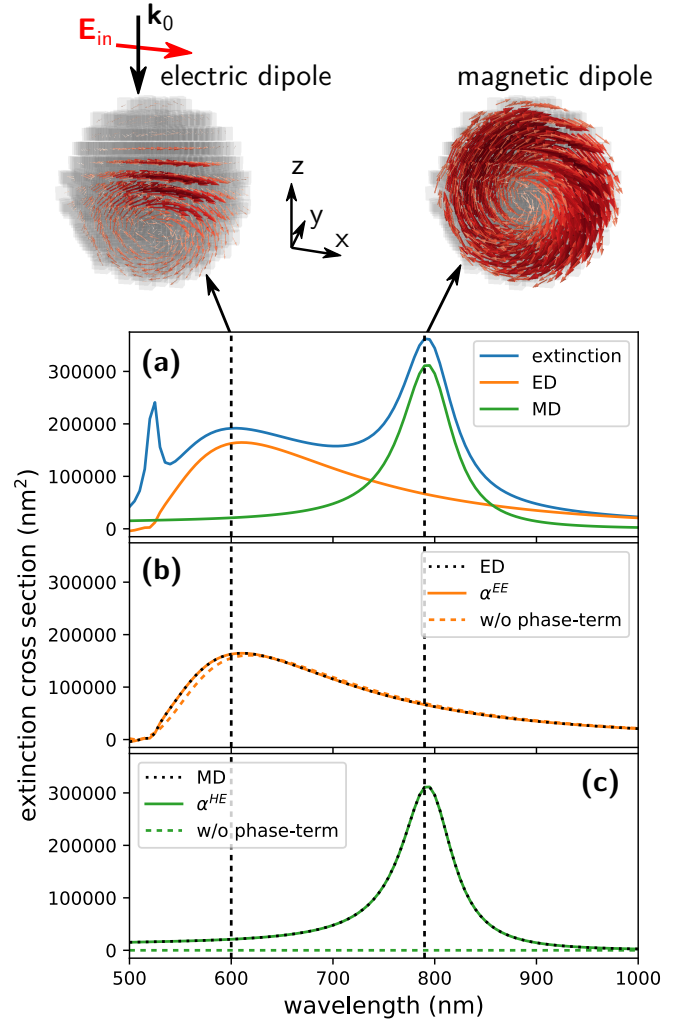 k₀
E_in
electric dipole
magnetic dipole
z
y
x
(a)
extinction
ED
MD
300000
200000
100000
0
(b)
ED
α^EE
w/o phase-term
300000
200000
100000
0
(c)
MD
α^HE
w/o phase-term
300000
200000
100000
0
extinction cross section (nm²)
500 600 700 800 900 1000
wavelength (nm)